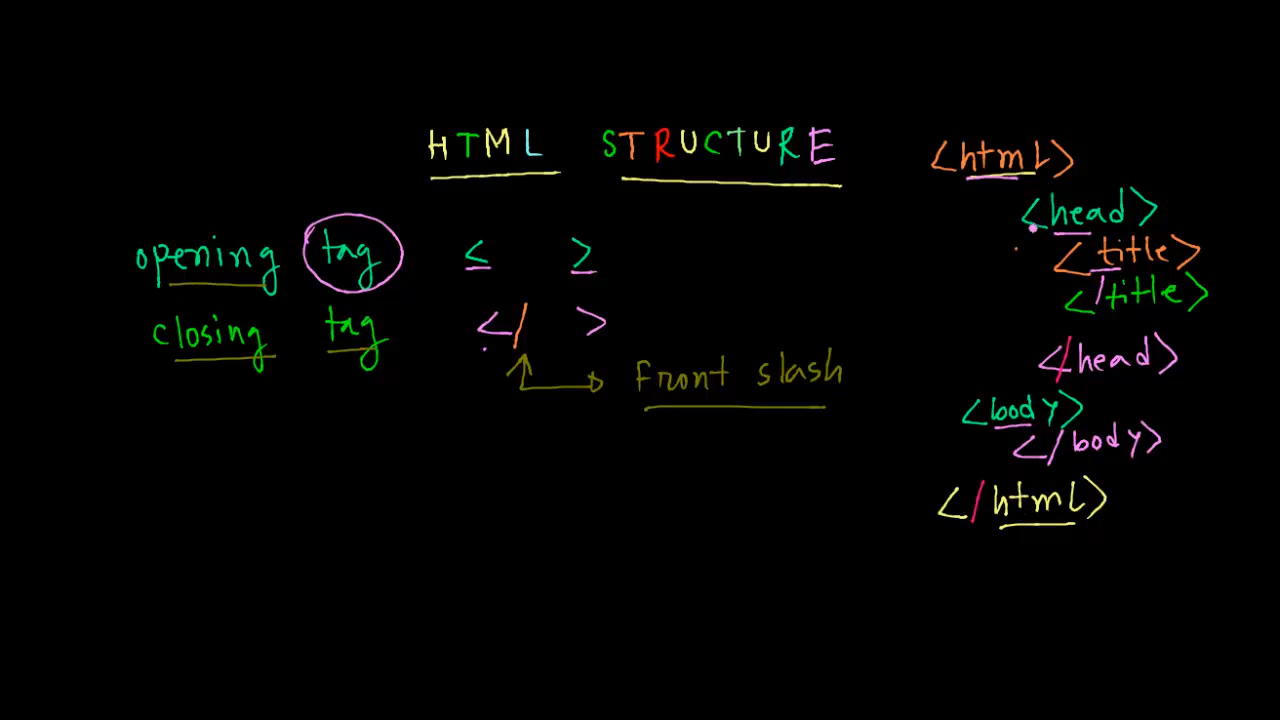 HTML STRUCTURE
opening tag < >
closing tag </ >
Front slash
<html>
<head>
<title>
</title>
</head>
<body>
</body>
</html>